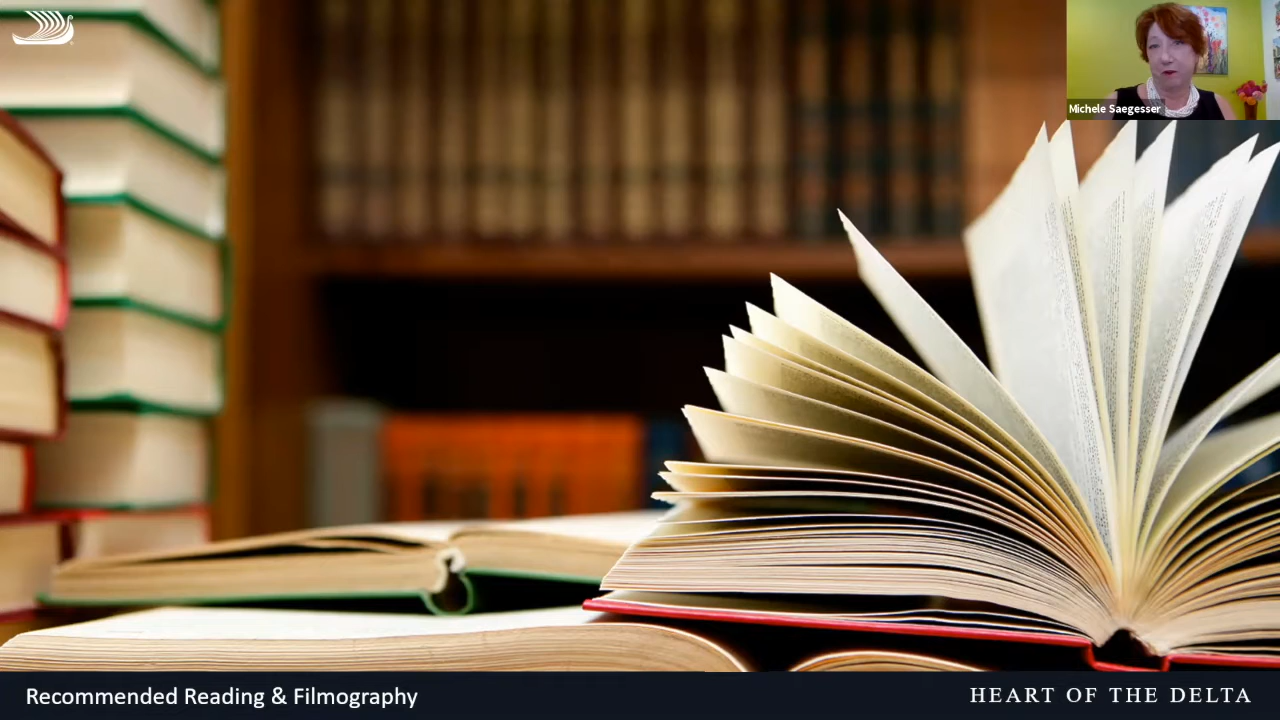 Michele Saegesser
Recommended Reading & Filmography
HEART OF THE DELTA